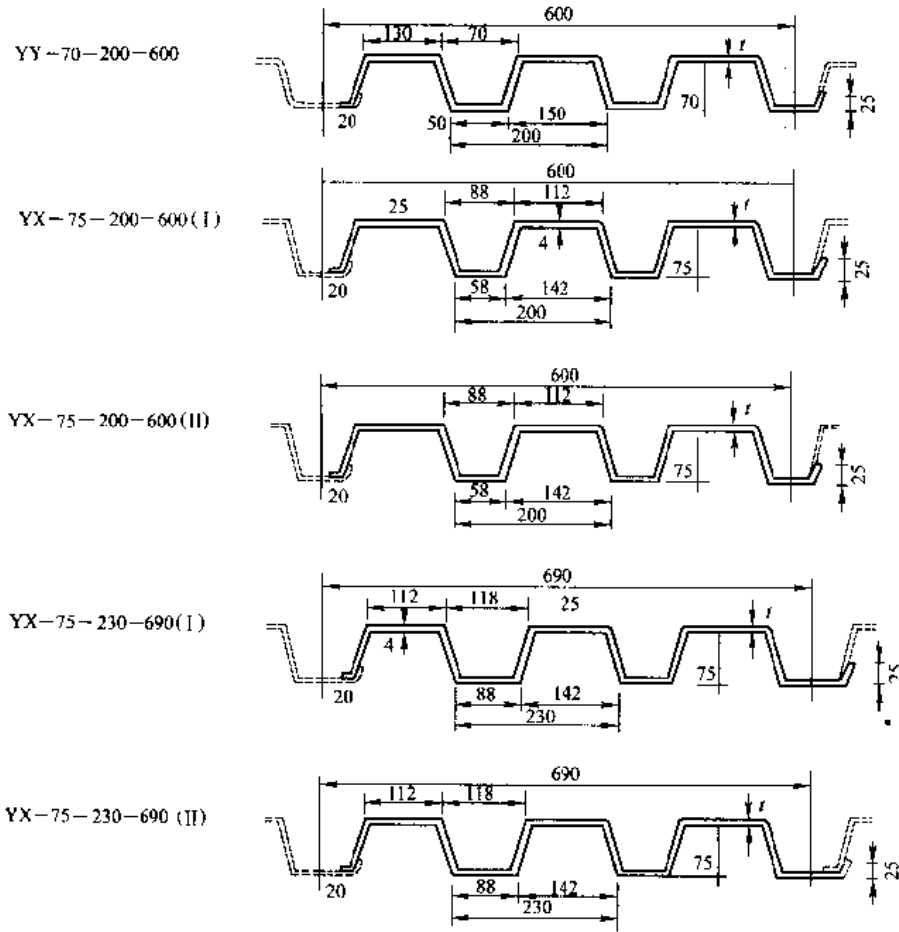 600
YY-70-200-600
130 70
t
20 50 150 70 25
200
600
88 112
YX-75-200-600(I)
25 t
4 75 25
20 58 142
200
600
88 112
YX-75-200-600(II)
t
75 25
20 58 142
200
690
112 118 25
YX-75-230-690(I)
t
4 75 25
20 88 142
230
690
112 118
YX-75-230-690 (II)
t
75 25
20 88 142
230